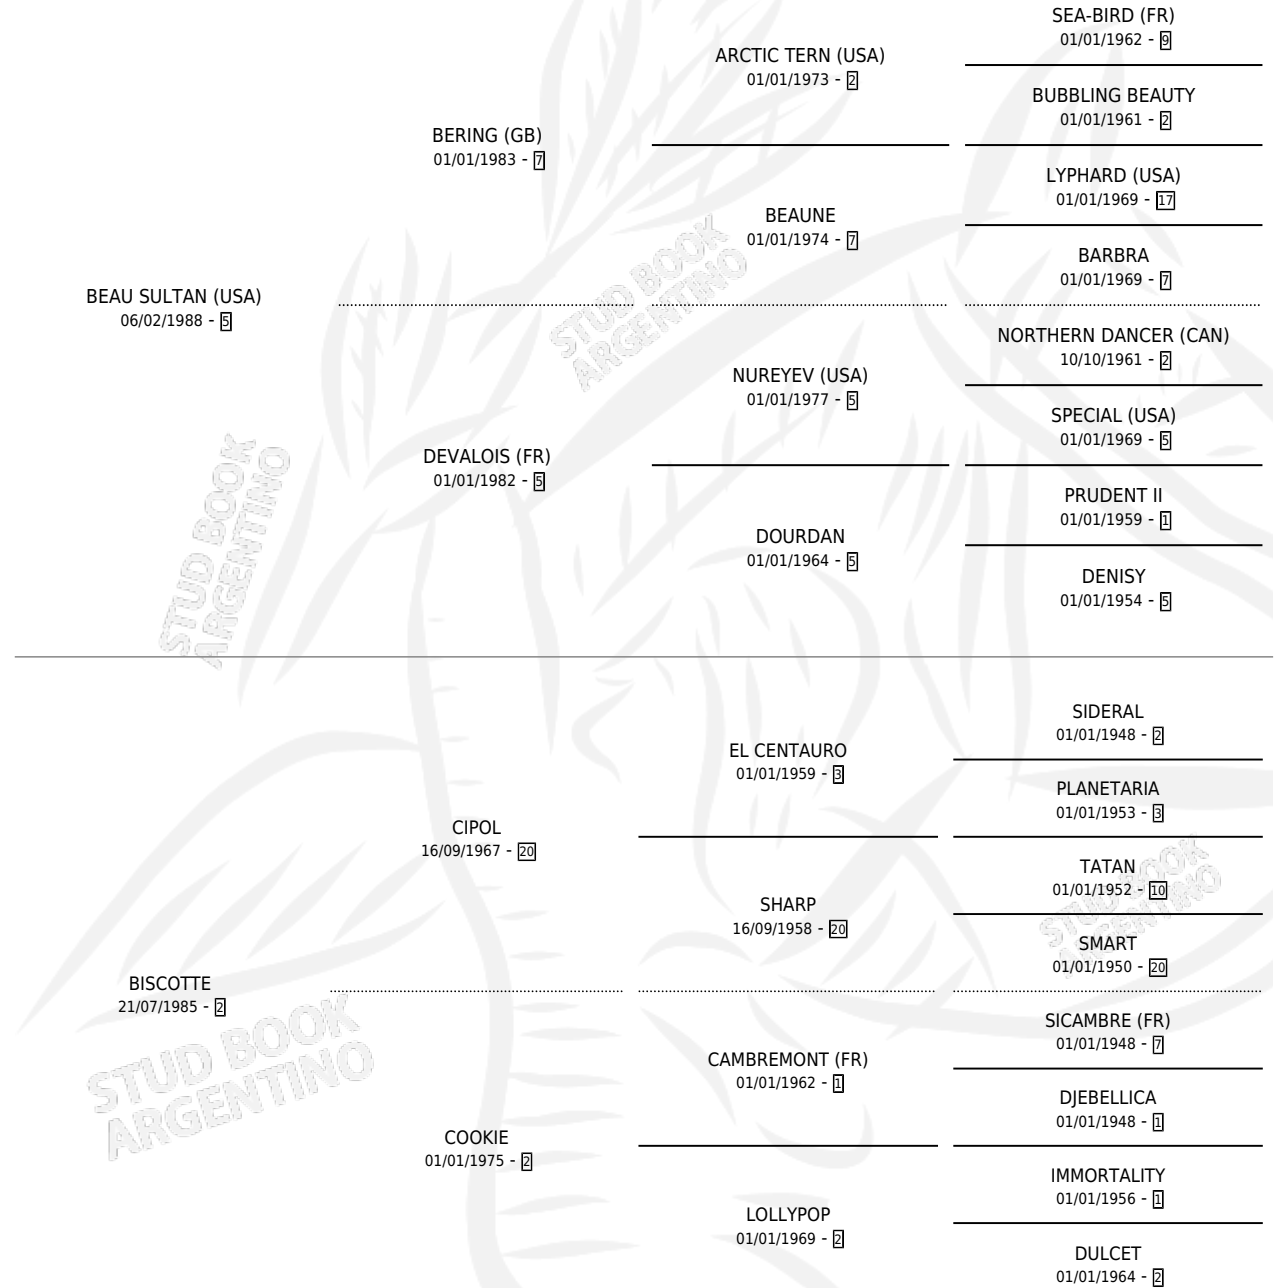 SEA-BIRD (FR)
01/01/1962 - 9
ARCTIC TERN (USA)
01/01/1973 - 2
BUBBLING BEAUTY
01/01/1961 - 2
BERING (GB)
01/01/1983 - 7
LYPHARD (USA)
01/01/1969 - 17
BEAUNE
01/01/1974 - 7
BARBRA
01/01/1969 - 7
BEAU SULTAN (USA)
06/02/1988 - 5
STUD BOOK
ARGENTINO
NORTHERN DANCER (CAN)
10/10/1961 - 2
NUREYEV (USA)
01/01/1977 - 5
SPECIAL (USA)
01/01/1969 - 5
DEVALOIS (FR)
01/01/1982 - 5
PRUDENT II
01/01/1959 - 1
DOURDAN
01/01/1964 - 5
DENISY
01/01/1954 - 5
STUD BOOK
ARGENTINO
SIDERAL
01/01/1948 - 2
EL CENTAURO
01/01/1959 - 3
PLANETARIA
01/01/1953 - 3
CIPOL
16/09/1967 - 20
TATAN
01/01/1952 - 10
SHARP
16/09/1958 - 20
SMART
01/01/1950 - 20
STUD BOOK
ARGENTINO
BISCOTTE
21/07/1985 - 2
STUD BOOK
ARGENTINO
SICAMBRE (FR)
01/01/1948 - 7
CAMBREMONT (FR)
01/01/1962 - 1
DJEBELLICA
01/01/1948 - 1
COOKIE
01/01/1975 - 2
IMMORTALITY
01/01/1956 - 1
LOLLYPOP
01/01/1969 - 2
DULCET
01/01/1964 - 2